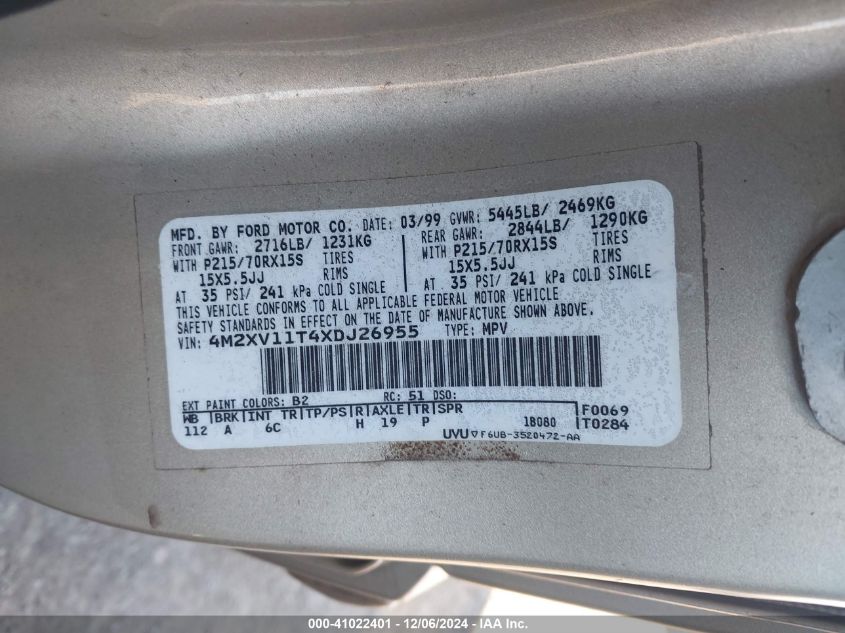 MFD. BY FORD MOTOR CO. DATE: 03/99 GVWR: 5445LB/ 2469KG
FRONT GAWR: 2716LB/ 1231KG REAR GAWR: 2844LB/ 1290KG
WITH P215/70RX15S TIRES WITH P215/70RX15S TIRES
15X5.5JJ RIMS 15X5.5JJ RIMS
AT 35 PSI/ 241 kPa COLD SINGLE AT 35 PSI/ 241 kPa COLD SINGLE
THIS VEHICLE CONFORMS TO ALL APPLICABLE FEDERAL MOTOR VEHICLE
SAFETY STANDARDS IN EFFECT ON THE DATE OF MANUFACTURE SHOWN ABOVE.
VIN: 4M2XV11T4XDJ26955 TYPE: MPV
EXT PAINT COLORS: B2 RC: 51 DSO:
WB |BRK|INT TR|TP/PS|R|AXLE|TR|SPR F0069
112 A 6C H 19 P 1B080 T0284
UVU F6UB-3520472-AA
000-41022401 - 12/06/2024 - IAA Inc.